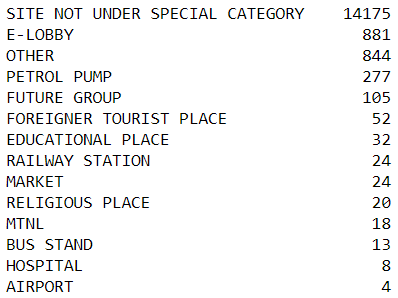 SITE NOT UNDER SPECIAL CATEGORY    14175
E-LOBBY                              881
OTHER                                844
PETROL PUMP                          277
FUTURE GROUP                         105
FOREIGNER TOURIST PLACE               52
EDUCATIONAL PLACE                     32
RAILWAY STATION                       24
MARKET                                24
RELIGIOUS PLACE                       20
MTNL                                  18
BUS STAND                             13
HOSPITAL                               8
AIRPORT                                4